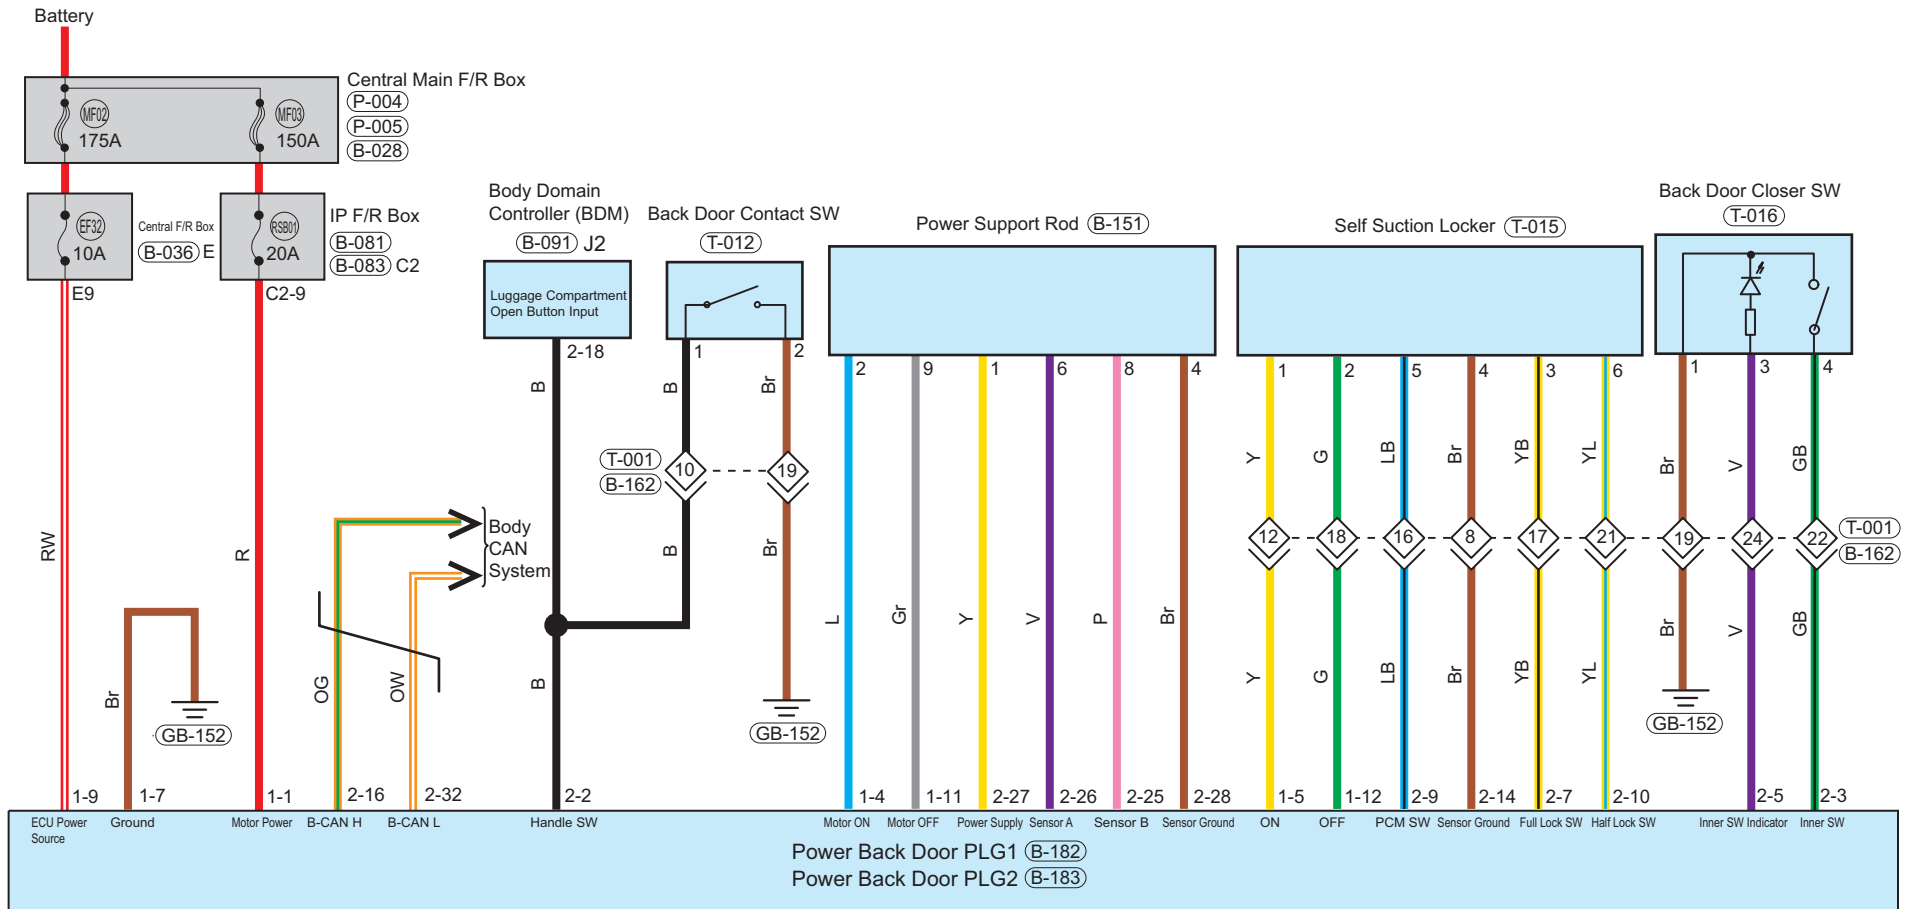 Battery
Central Main F/R Box
P-004
P-005
B-028
MF02
175A
MF03
150A
EF32
10A
Central F/R Box
B-036 E
RSB01
20A
IP F/R Box
B-081
B-083 C2
E9
C2-9
Body Domain
Controller (BDM)
B-091 J2
Luggage Compartment
Open Button Input
2-18
Back Door Contact SW
T-012
1
2
Power Support Rod B-151
2
9
1
6
8
4
Self Suction Locker T-015
1
2
5
4
3
6
Back Door Closer SW
T-016
1
3
4
B
B
Br
Y
G
LB
Br
YB
YL
Br
V
GB
T-001
B-162
10
19
12
18
16
8
17
21
19
24
22
T-001
B-162
Body
CAN
System
RW
R
B
Br
L
Gr
Y
V
P
Br
Br
OG
OW
B
Y
G
LB
Br
YB
YL
Br
V
GB
GB-152
GB-152
GB-152
1-9
1-7
1-1
2-16
2-32
2-2
1-4
1-11
2-27
2-26
2-25
2-28
1-5
1-12
2-9
2-14
2-7
2-10
2-5
2-3
ECU Power
Source
Ground
Motor Power
B-CAN H
B-CAN L
Handle SW
Motor ON
Motor OFF
Power Supply
Sensor A
Sensor B
Sensor Ground
ON
OFF
PCM SW
Sensor Ground
Full Lock SW
Half Lock SW
Inner SW Indicator
Inner SW
Power Back Door PLG1 B-182
Power Back Door PLG2 B-183